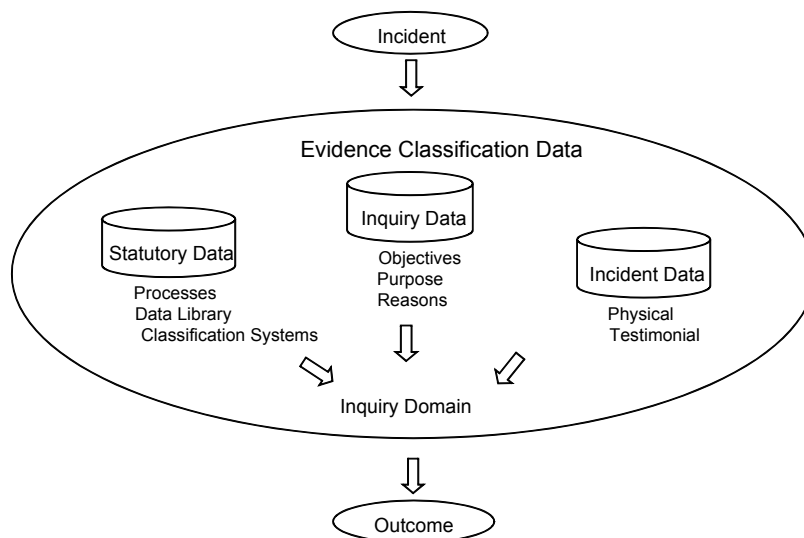 Incident
Evidence Classification Data
Statutory Data
Processes
Data Library
Classification Systems
Inquiry Data
Objectives
Purpose
Reasons
Incident Data
Physical
Testimonial
Inquiry Domain
Outcome